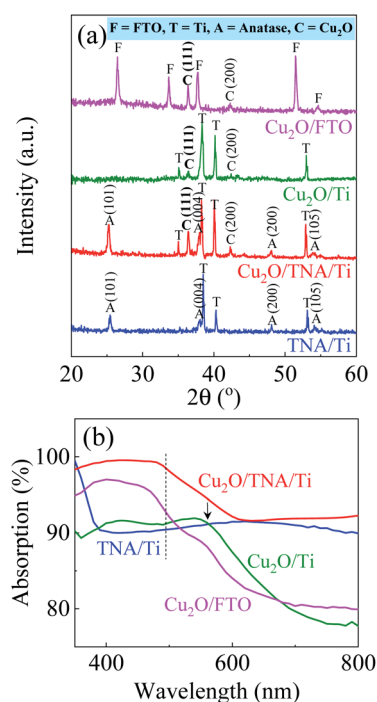 (a)
F = FTO, T = Ti, A = Anatase, C = Cu₂O
F
F
C (111)
F
C (200)
F
F
Cu₂O/FTO
T
C (111)
T
T
C (200)
T
Cu₂O/Ti
A (101)
T
C (111)
A (004)
T
T
C (200)
A (200)
T
A (105)
Cu₂O/TNA/Ti
A (101)
A (004)
T
T
A (200)
T
A (105)
TNA/Ti
Intensity (a.u.)
20 30 40 50 60
2θ (º)
(b)
100
90
80
Absorption (%)
Cu₂O/TNA/Ti
TNA/Ti
Cu₂O/Ti
Cu₂O/FTO
400 500 600 700 800
Wavelength (nm)